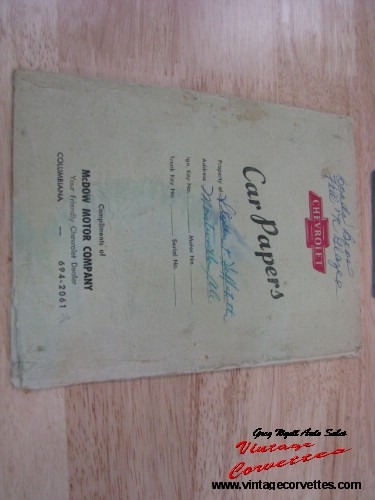 CHEVROLET
Car Papers
Property of
Address
Ign. Key No. Motor No.
Trunk Key No. Serial No.
Compliments of
McDOW MOTOR COMPANY
Your Friendly Chevrolet Dealer
COLUMBIANA — 694-2061
Greg Wyatt Auto Sales
Vintage
Corvettes
www.vintagecorvettes.com